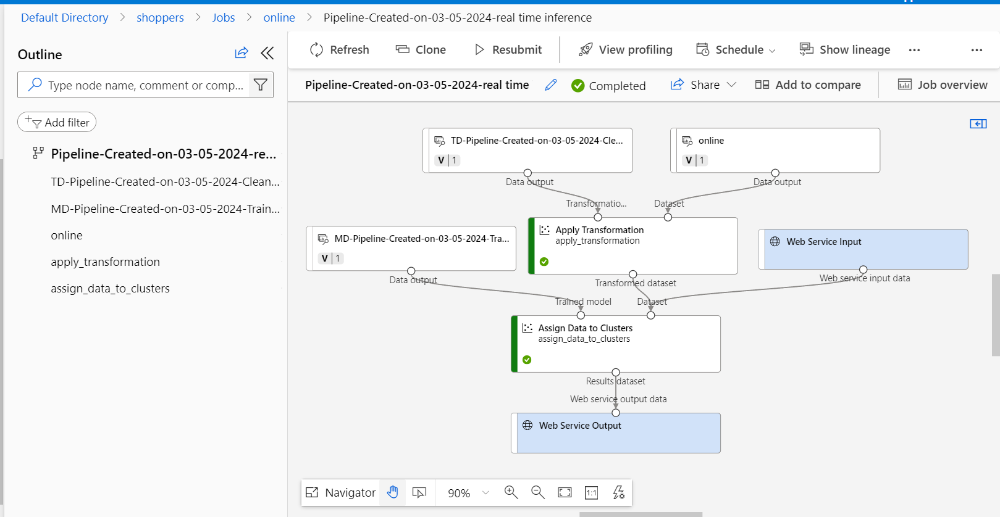 Default Directory > shoppers > Jobs > online > Pipeline-Created-on-03-05-2024-real time inference
Outline
Type node name, comment or comp...
Add filter
Pipeline-Created-on-03-05-2024-re...
TD-Pipeline-Created-on-03-05-2024-Clean...
MD-Pipeline-Created-on-03-05-2024-Train...
online
apply_transformation
assign_data_to_clusters
Refresh Clone Resubmit View profiling Schedule Show lineage ... ...
Pipeline-Created-on-03-05-2024-real time Completed Share Add to compare Job overview
TD-Pipeline-Created-on-03-05-2024-Cle...
V | 1
Data output
online
V | 1
Data output
Transformatio...
Dataset
MD-Pipeline-Created-on-03-05-2024-Tra...
V | 1
Data output
Apply Transformation
apply_transformation
Transformed dataset
Web Service Input
Web service input data
Trained model
Dataset
Assign Data to Clusters
assign_data_to_clusters
Results dataset
Web service output data
Web Service Output
Navigator 90% 1:1